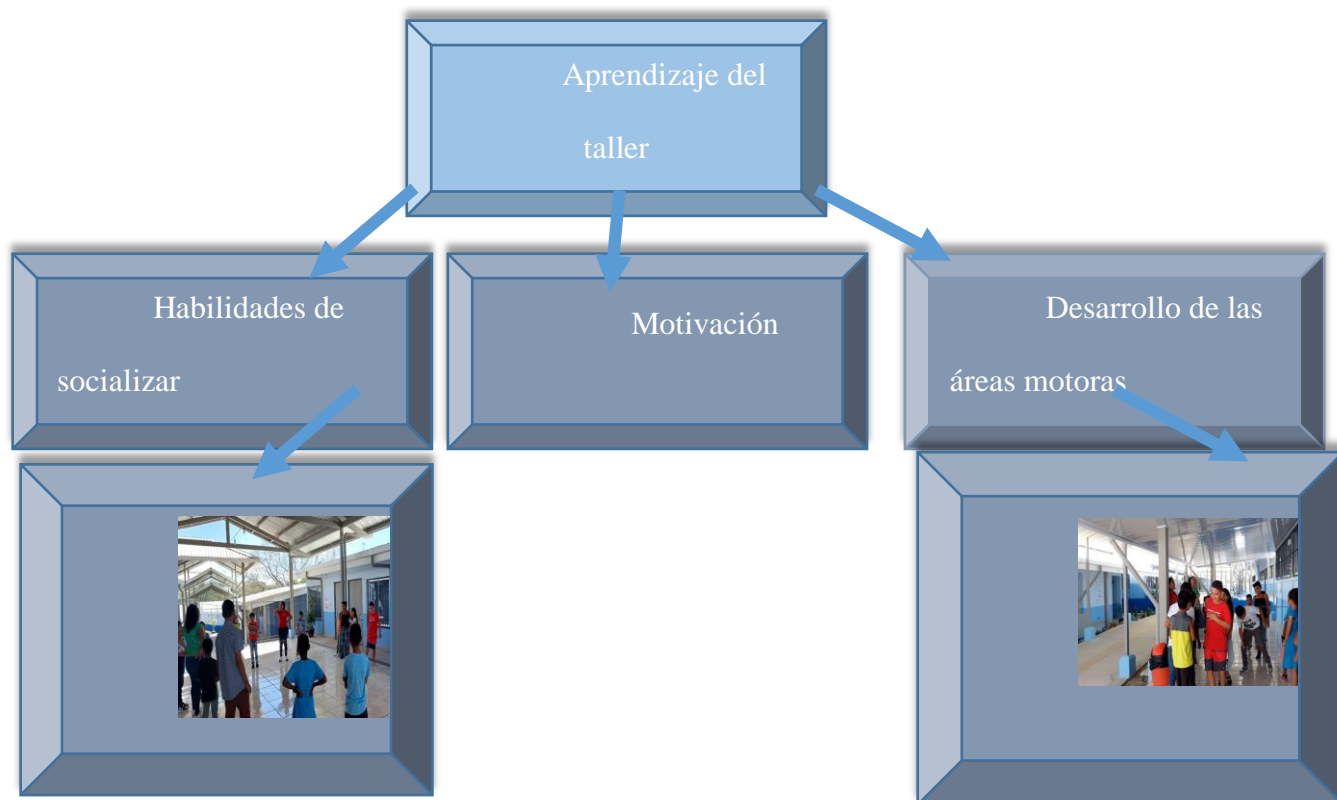 Aprendizaje del
taller
Habilidades de
socializar
Motivación
Desarrollo de las
áreas motoras